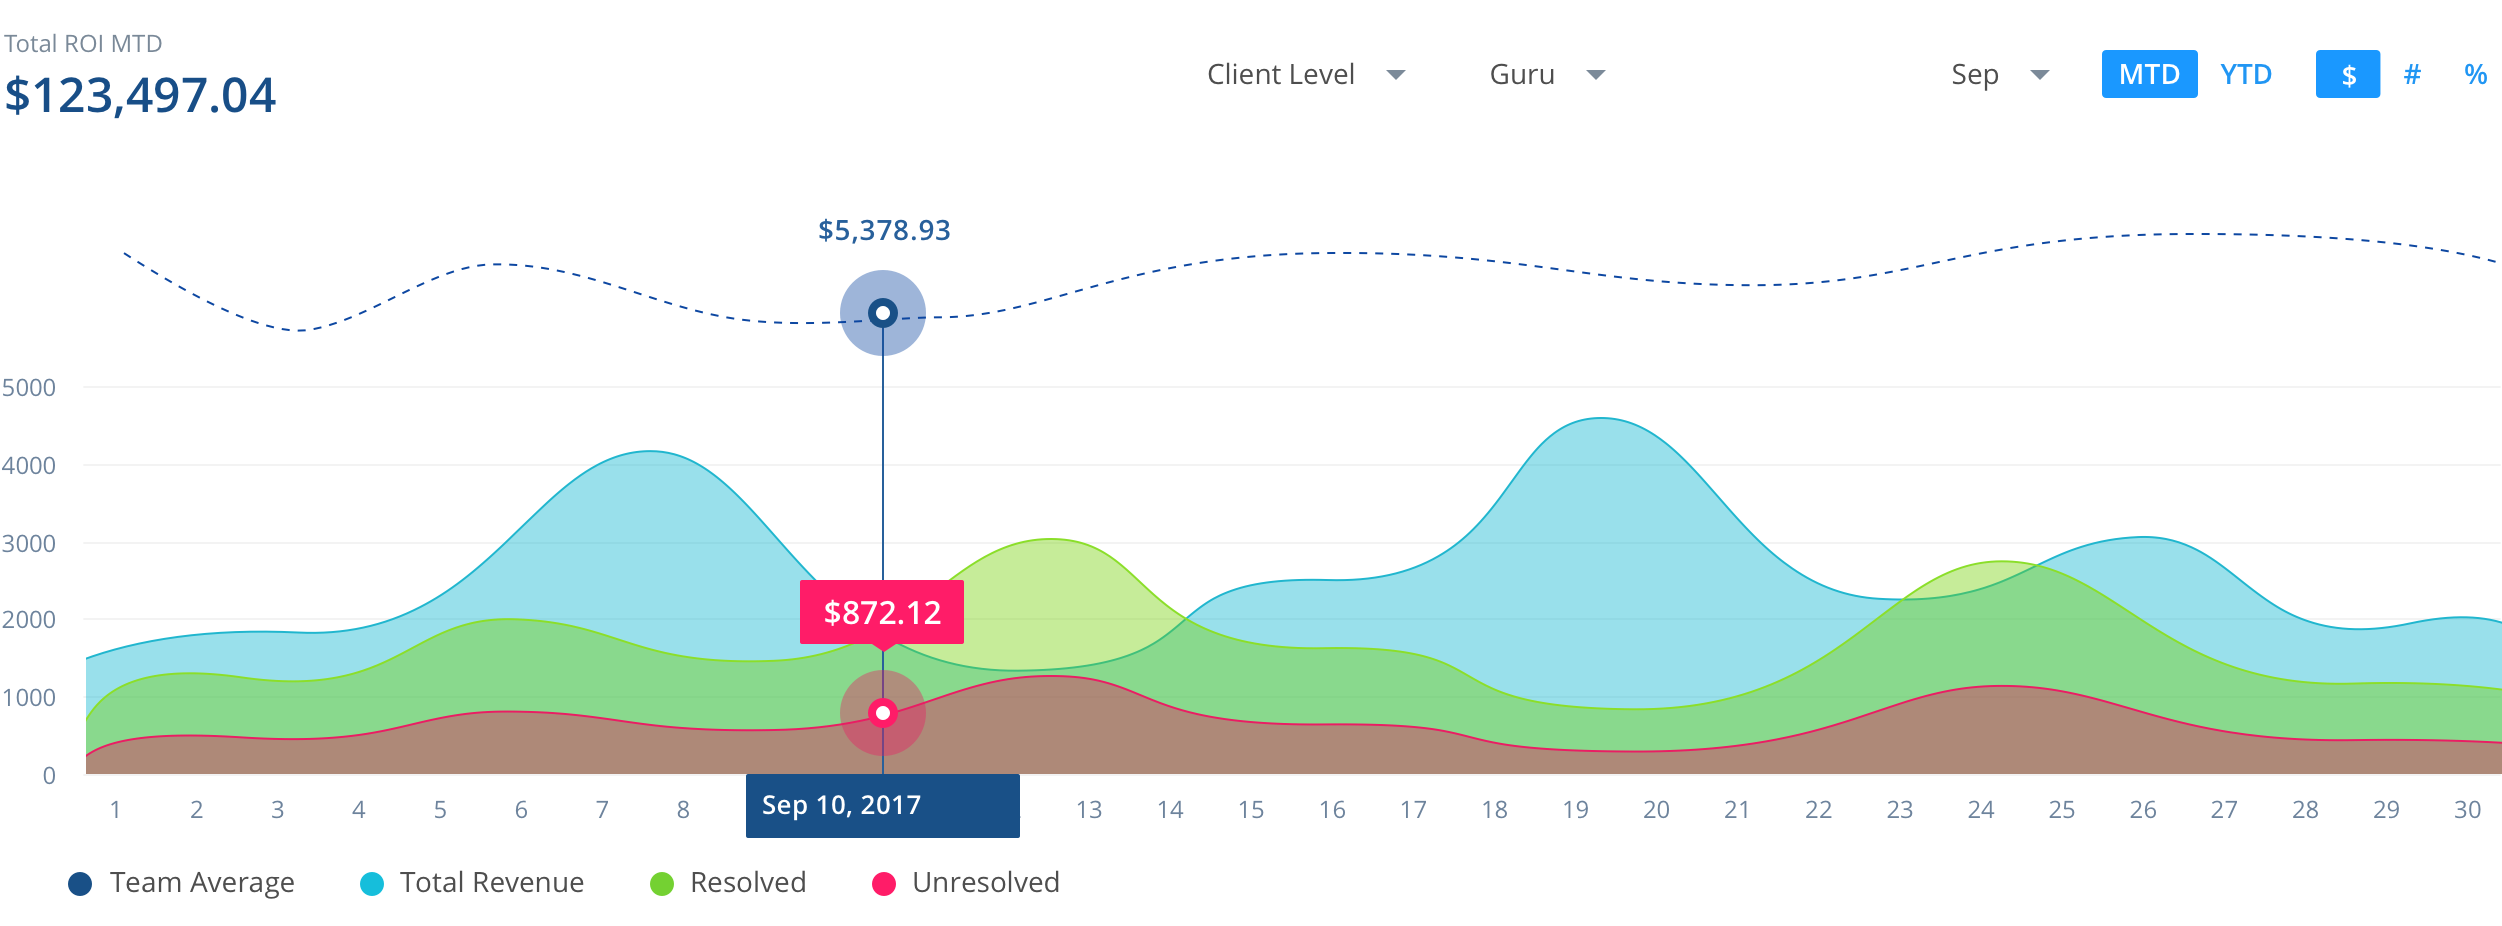 Total ROI MTD
$123,497.04
Client Level
Guru
Sep
MTD
YTD
$
#
%
$5,378.93
5000
4000
3000
2000
1000
0
$872.12
1 2 3 4 5 6 7 8 13 14 15 16 17 18 19 20 21 22 23 24 25 26 27 28 29 30
Sep 10, 2017
Team Average
Total Revenue
Resolved
Unresolved